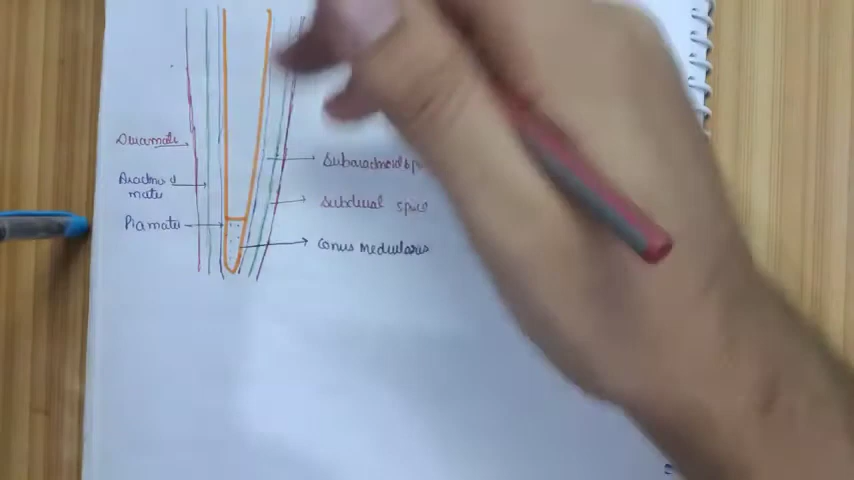 Duramater
Arachnoid
mater
Piamater
Subarachnoid sp
Subdural space
Conus medullaris